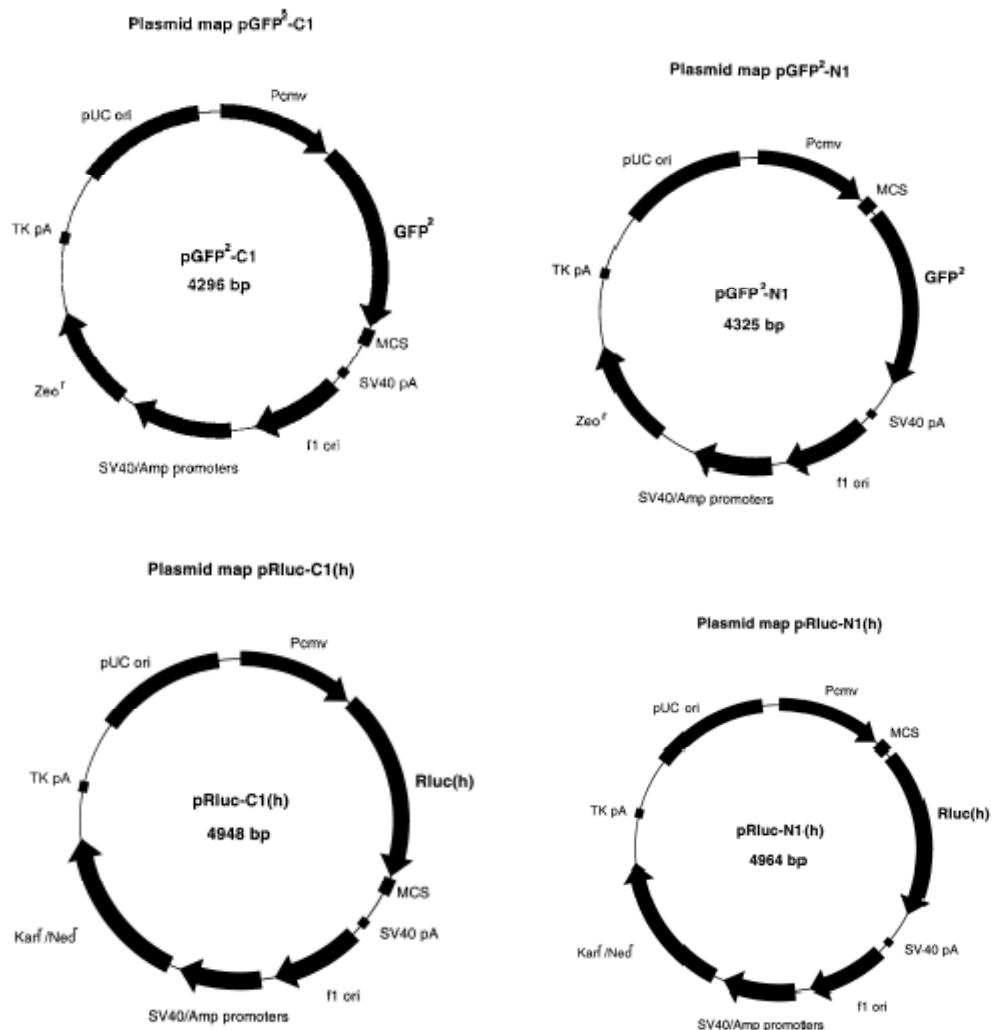 Plasmid map pGFP²-C1
pUC ori
Pcmv
TK pA
GFP²
pGFP²-C1
4296 bp
MCS
SV40 pA
Zeoʳ
f1 ori
SV40/Amp promoters
Plasmid map pGFP²-N1
pUC ori
Pcmv
MCS
TK pA
GFP²
pGFP²-N1
4325 bp
Zeoʳ
SV40 pA
f1 ori
SV40/Amp promoters
Plasmid map pRluc-C1(h)
pUC ori
Pcmv
TK pA
Rluc(h)
pRluc-C1(h)
4948 bp
MCS
SV40 pA
Kanʳ/Neoʳ
f1 ori
SV40/Amp promoters
Plasmid map pRluc-N1(h)
pUC ori
Pcmv
MCS
TK pA
Rluc(h)
pRluc-N1(h)
4964 bp
Kanʳ/Neoʳ
SV40 pA
f1 ori
SV40/Amp promoters